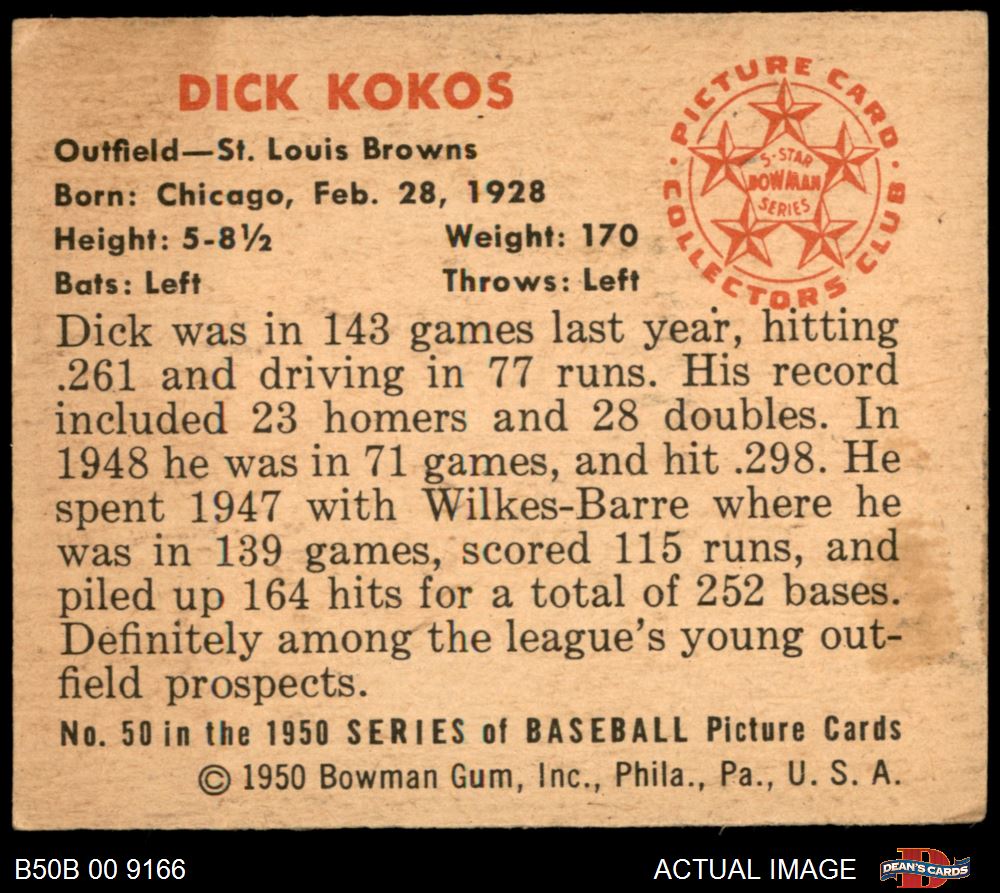 DICK KOKOS
Outfield—St. Louis Browns
Born: Chicago, Feb. 28, 1928
Height: 5-8½ Weight: 170
Bats: Left Throws: Left
PICTURE CARD
COLLECTORS CLUB
5-STAR
BOWMAN
SERIES
Dick was in 143 games last year, hitting
.261 and driving in 77 runs. His record
included 23 homers and 28 doubles. In
1948 he was in 71 games, and hit .298. He
spent 1947 with Wilkes-Barre where he
was in 139 games, scored 115 runs, and
piled up 164 hits for a total of 252 bases.
Definitely among the league's young out-
field prospects.
No. 50 in the 1950 SERIES of BASEBALL Picture Cards
© 1950 Bowman Gum, Inc., Phila., Pa., U. S. A.
B50B 00 9166 ACTUAL IMAGE
DEAN'S CARDS